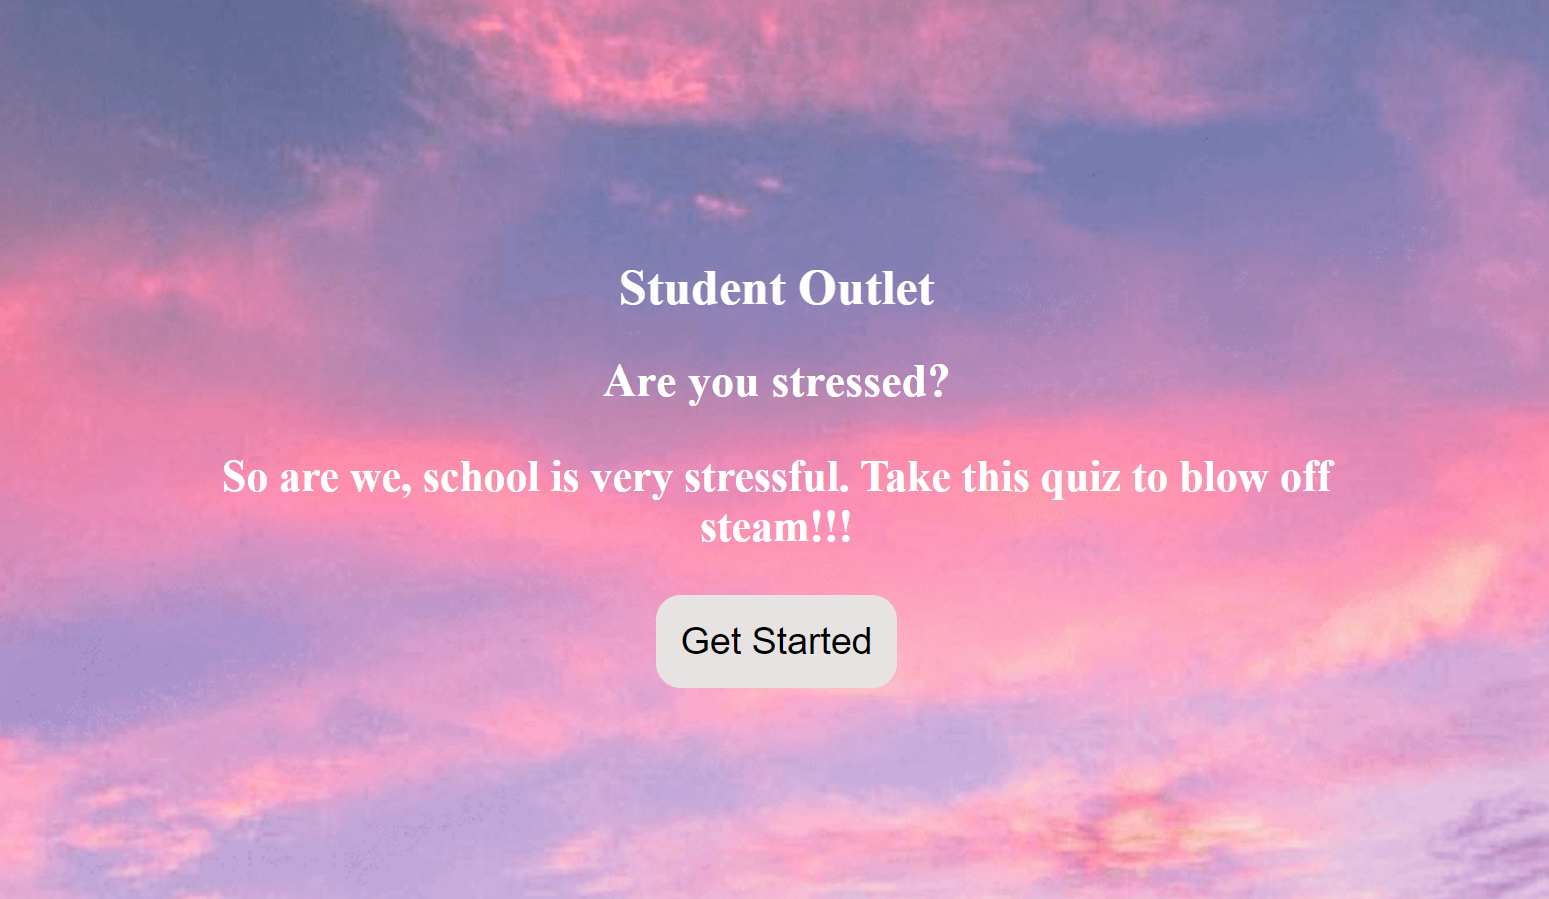 Student Outlet
Are you stressed?
So are we, school is very stressful. Take this quiz to blow off
steam!!!
Get Started